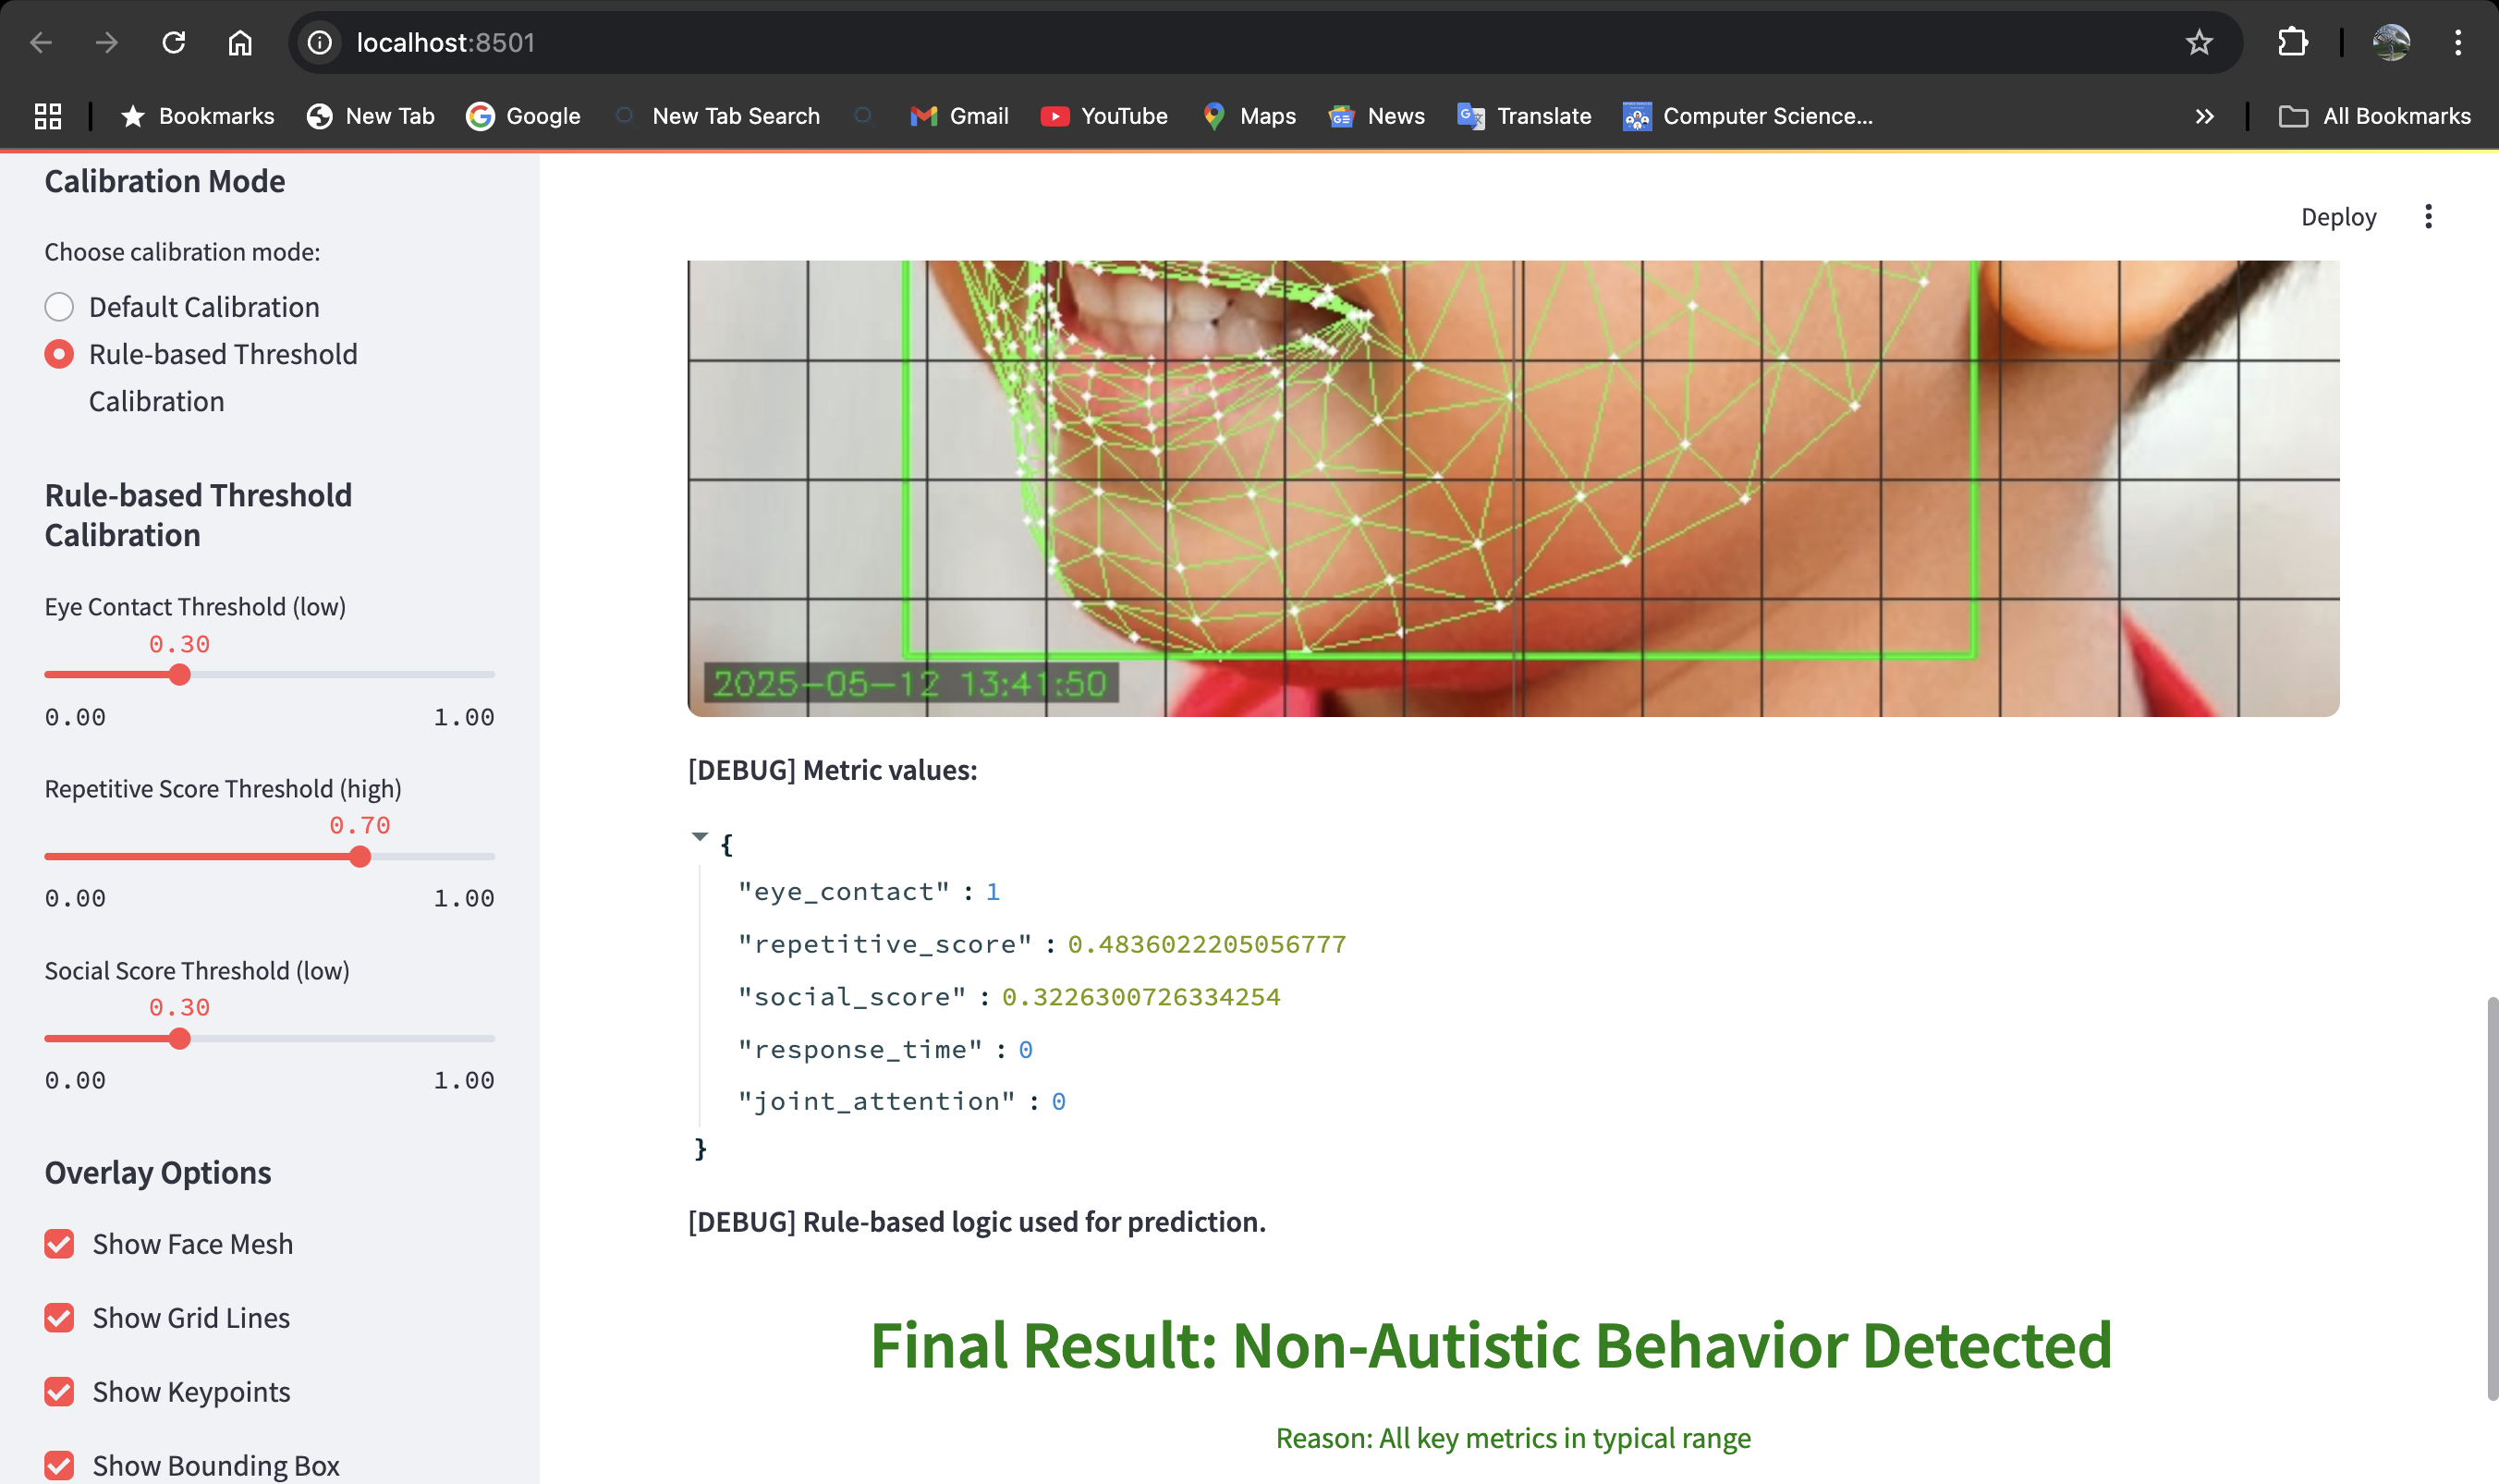 localhost:8501
Bookmarks
New Tab
Google
New Tab Search
Gmail
YouTube
Maps
News
Translate
Computer Science...
All Bookmarks
Calibration Mode
Choose calibration mode:
Default Calibration
Rule-based Threshold
Calibration
Rule-based Threshold
Calibration
Eye Contact Threshold (low)
0.30
0.00 1.00
Repetitive Score Threshold (high)
0.70
0.00 1.00
Social Score Threshold (low)
0.30
0.00 1.00
Overlay Options
Show Face Mesh
Show Grid Lines
Show Keypoints
Show Bounding Box
Deploy
2025-05-12 13:41:50
[DEBUG] Metric values:
{
"eye_contact" : 1
"repetitive_score" : 0.4836022205056777
"social_score" : 0.3226300726334254
"response_time" : 0
"joint_attention" : 0
}
[DEBUG] Rule-based logic used for prediction.
Final Result: Non-Autistic Behavior Detected
Reason: All key metrics in typical range